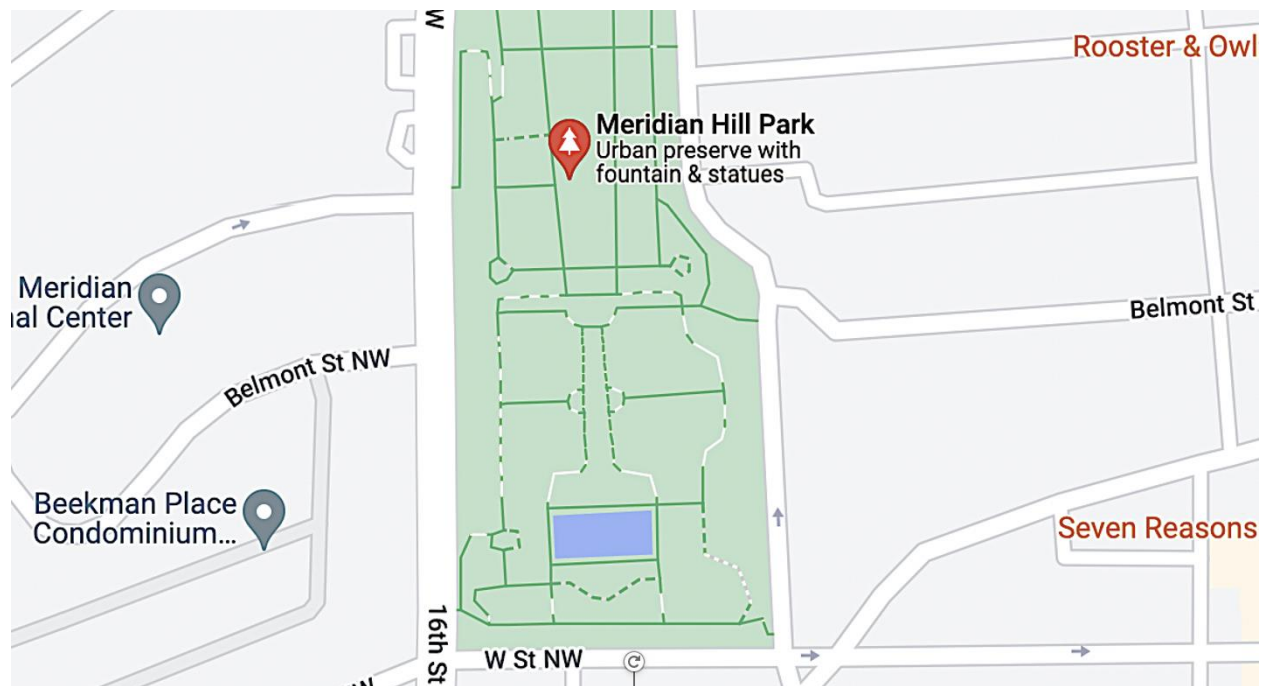 W
Rooster & Owl
Meridian Hill Park
Urban preserve with
fountain & statues
Meridian
nal Center
Belmont St
Belmont St NW
Beekman Place
Condominium...
Seven Reasons
16th St
W St NW
W